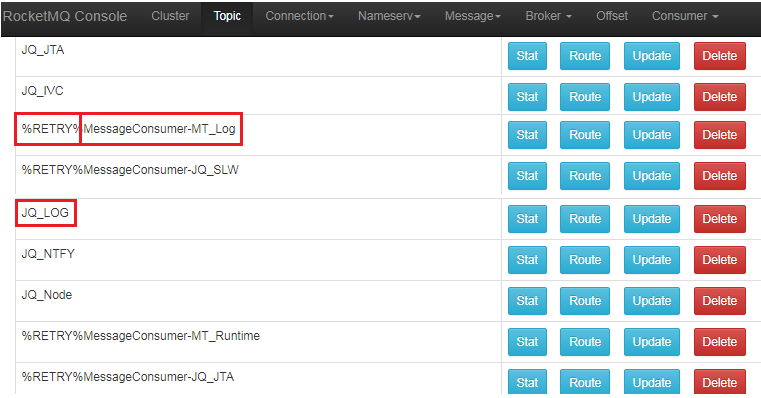 RocketMQ Console Cluster Topic Connection Nameserv Message Broker Offset Consumer
JQ_JTA Stat Route Update Delete
JQ_IVC Stat Route Update Delete
%RETRY%MessageConsumer-MT_Log Stat Route Update Delete
%RETRY%MessageConsumer-JQ_SLW Stat Route Update Delete
JQ_LOG Stat Route Update Delete
JQ_NTFY Stat Route Update Delete
JQ_Node Stat Route Update Delete
%RETRY%MessageConsumer-MT_Runtime Stat Route Update Delete
%RETRY%MessageConsumer-JQ_JTA Stat Route Update Delete